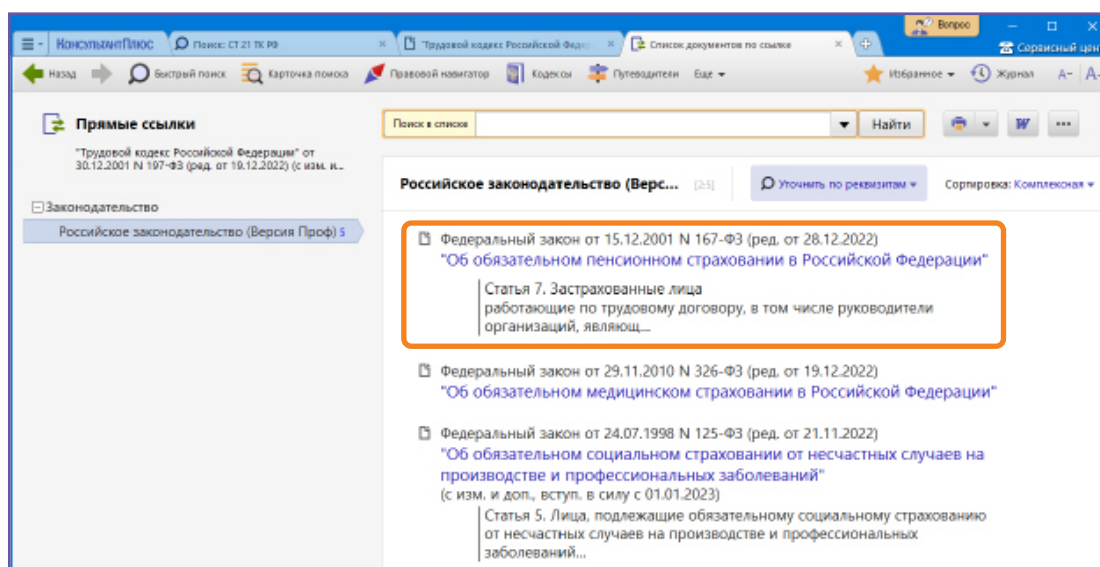 Вопрос
КонсультантПлюс
Поиск: СТ 21 ТК РФ
Трудовой кодекс Российской Федер
Список документов по ссылке
Сервисный цен
Назад
Быстрый поиск
Карточка поиска
Правовой навигатор
Кодексы
Путеводители
Еще
Избранное
Журнал
А−
А
Прямые ссылки
"Трудовой кодекс Российской Федерации" от
30.12.2001 N 197-ФЗ (ред. от 19.12.2022) (с изм. и...
Законодательство
Российское законодательство (Версия Проф) 5
Поиск в списке
Найти
W
Российское законодательство (Верс... [2:5]
Уточнить по реквизитам
Сортировка: Комплексная
Федеральный закон от 15.12.2001 N 167-ФЗ (ред. от 28.12.2022)
"Об обязательном пенсионном страховании в Российской Федерации"
Статья 7. Застрахованные лица
работающие по трудовому договору, в том числе руководители
организаций, являющ...
Федеральный закон от 29.11.2010 N 326-ФЗ (ред. от 19.12.2022)
"Об обязательном медицинском страховании в Российской Федерации"
Федеральный закон от 24.07.1998 N 125-ФЗ (ред. от 21.11.2022)
"Об обязательном социальном страховании от несчастных случаев на
производстве и профессиональных заболеваний"
(с изм. и доп., вступ. в силу с 01.01.2023)
Статья 5. Лица, подлежащие обязательному социальному страхованию
от несчастных случаев на производстве и профессиональных
заболеваний...